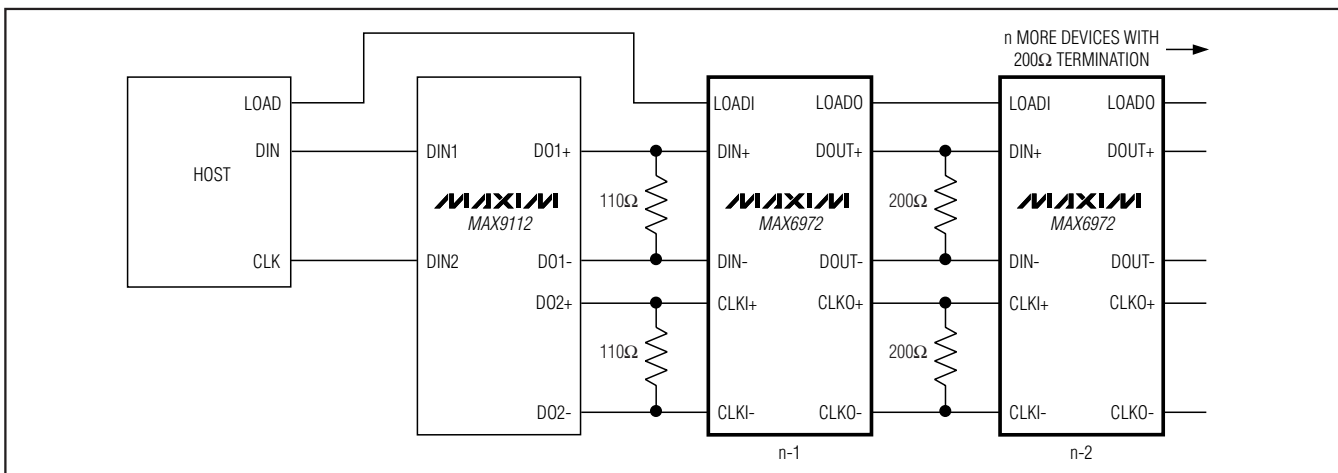 n MORE DEVICES WITH
200Ω TERMINATION
HOST
LOAD
DIN
CLK
DIN1
DIN2
MAXIM
MAX9112
DO1+
DO1-
DO2+
DO2-
110Ω
110Ω
LOADI
DIN+
DIN-
CLKI+
CLKI-
MAXIM
MAX6972
LOADO
DOUT+
DOUT-
CLKO+
CLKO-
n-1
200Ω
200Ω
LOADI
DIN+
DIN-
CLKI+
CLKI-
MAXIM
MAX6972
LOADO
DOUT+
DOUT-
CLKO+
CLKO-
n-2